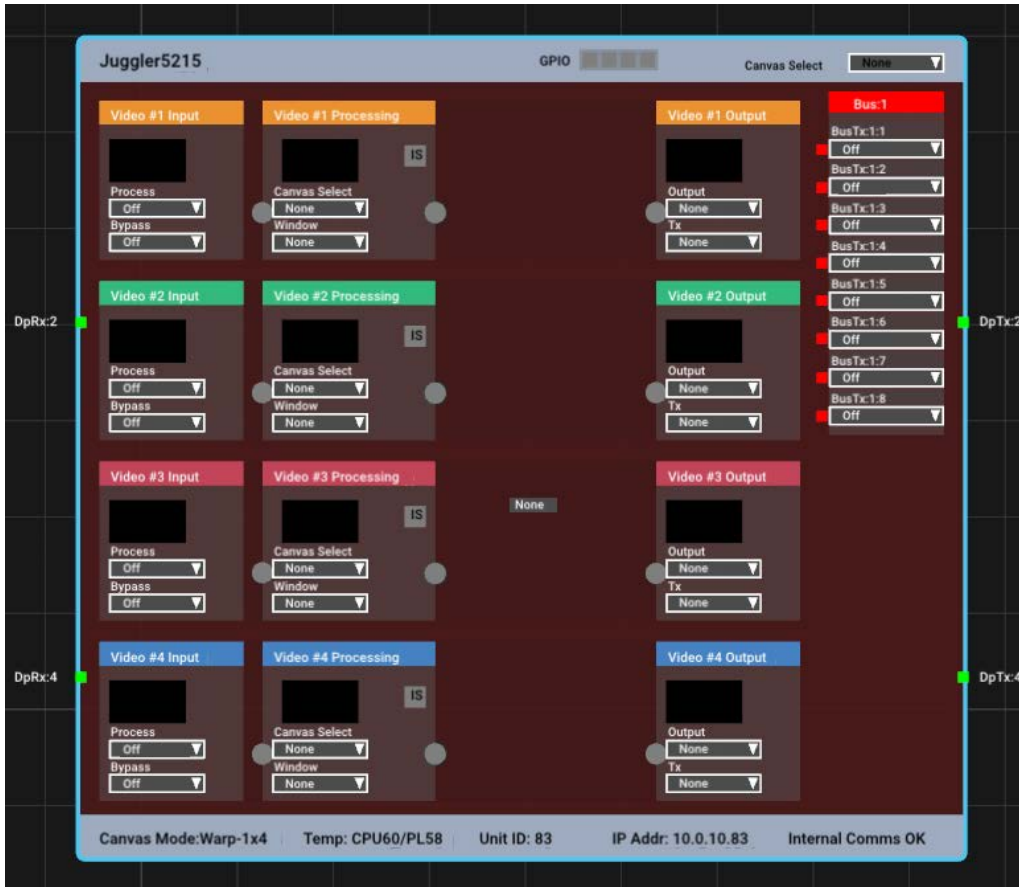 Juggler5215 GPIO Canvas Select None
Video #1 Input Video #1 Processing Video #1 Output Bus:1
IS
BusTx:1:1
Off
BusTx:1:2
Off
BusTx:1:3
Off
BusTx:1:4
Off
BusTx:1:5
Off
BusTx:1:6
Off
BusTx:1:7
Off
BusTx:1:8
Off
Process Canvas Select Output
Off None None
Bypass Window Tx
Off None None
Video #2 Input Video #2 Processing Video #2 Output
DpRx:2 IS DpTx:2
Process Canvas Select Output
Off None None
Bypass Window Tx
Off None None
Video #3 Input Video #3 Processing Video #3 Output
None
IS
Process Canvas Select Output
Off None None
Bypass Window Tx
Off None None
Video #4 Input Video #4 Processing Video #4 Output
DpRx:4 DpTx:4
IS
Process Canvas Select Output
Off None None
Bypass Window Tx
Off None None
Canvas Mode:Warp-1x4 Temp: CPU60/PL58 Unit ID: 83 IP Addr: 10.0.10.83 Internal Comms OK